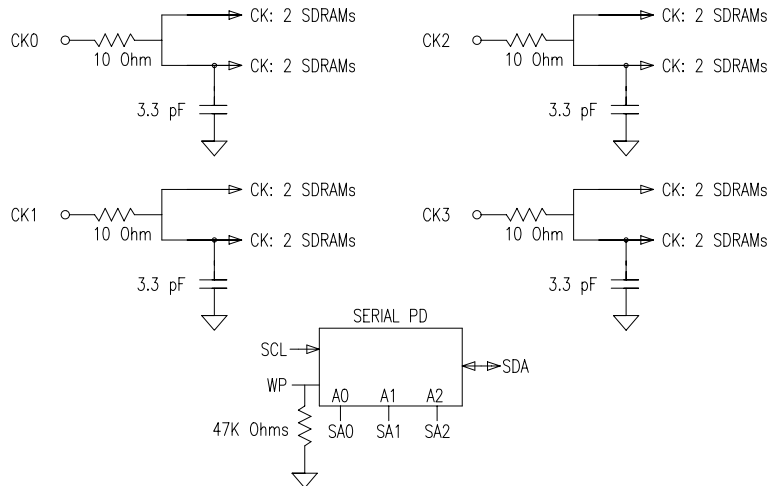 CK: 2 SDRAMs
CK0
10 Ohm
CK: 2 SDRAMs
3.3 pF
CK: 2 SDRAMs
CK2
10 Ohm
CK: 2 SDRAMs
3.3 pF
CK: 2 SDRAMs
CK1
10 Ohm
CK: 2 SDRAMs
3.3 pF
CK: 2 SDRAMs
CK3
10 Ohm
CK: 2 SDRAMs
3.3 pF
SERIAL PD
SCL
SDA
WP
A0 A1 A2
47K Ohms
SA0 SA1 SA2